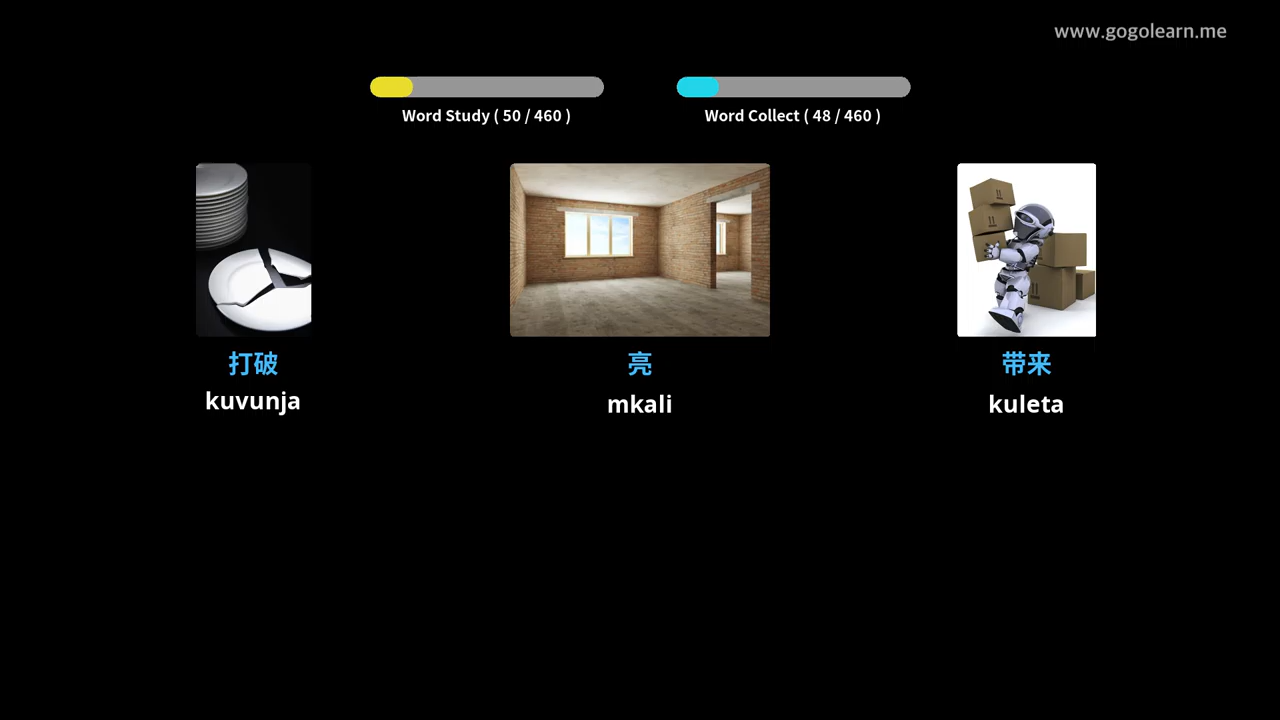 www.gogolearn.me
Word Study ( 50 / 460 )
Word Collect ( 48 / 460 )
打破
亮
带来
kuvunja
mkali
kuleta